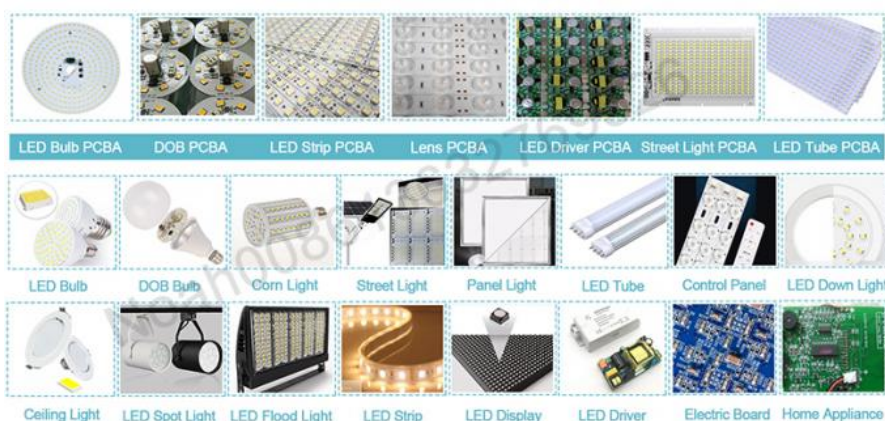 LED Bulb PCBA DOB PCBA LED Strip PCBA Lens PCBA LED Driver PCBA Street Light PCBA LED Tube PCBA
LED Bulb DOB Bulb Corn Light Street Light Panel Light LED Tube Control Panel LED Down Light
Ceiling Light LED Spot Light LED Flood Light LED Strip LED Display LED Driver Electric Board Home Appliance